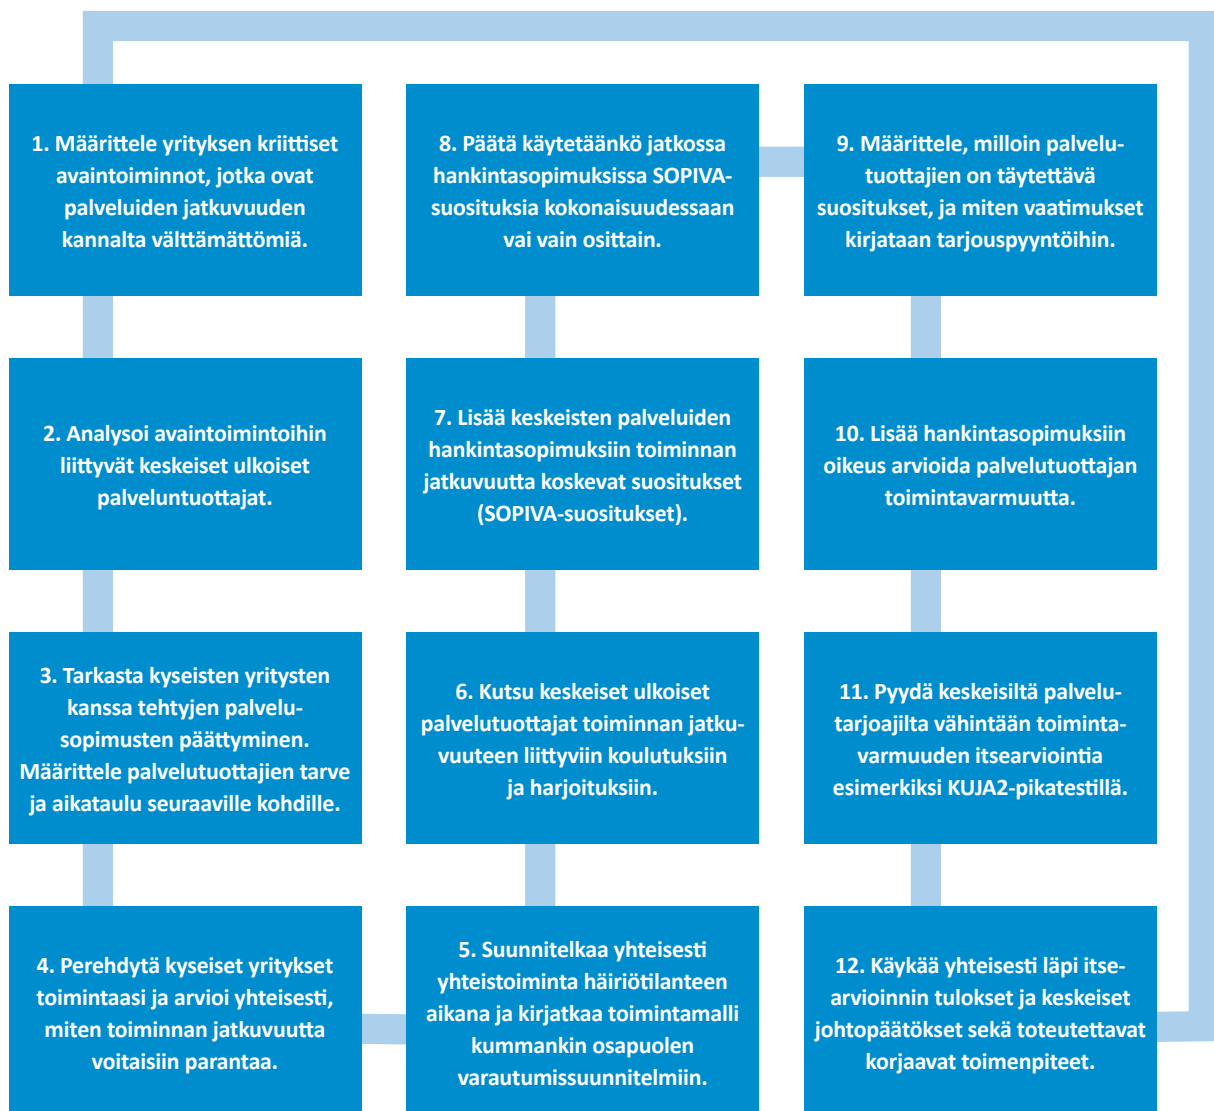 1. Määrittele yrityksen kriittiset
avaintoiminnot, jotka ovat
palveluiden jatkuvuuden
kannalta välttämättömiä.
2. Analysoi avaintoimintoihin
liittyvät keskeiset ulkoiset
palveluntuottajat.
3. Tarkasta kyseisten yritysten
kanssa tehtyjen palvelu-
sopimusten päättyminen.
Määrittele palvelutuottajien tarve
ja aikataulu seuraaville kohdille.
4. Perehdytä kyseiset yritykset
toimintaasi ja arvioi yhteisesti,
miten toiminnan jatkuvuutta
voitaisiin parantaa.
5. Suunnitelkaa yhteisesti
yhteistoiminta häiriötilanteen
aikana ja kirjatkaa toimintamalli
kummankin osapuolen
varautumissuunnitelmiin.
6. Kutsu keskeiset ulkoiset
palvelutuottajat toiminnan jatku-
vuuteen liittyviin koulutuksiin
ja harjoituksiin.
7. Lisää keskeisten palveluiden
hankintasopimuksiin toiminnan
jatkuvuutta koskevat suositukset
(SOPIVA-suositukset).
8. Päätä käytetäänkö jatkossa
hankintasopimuksissa SOPIVA-
suosituksia kokonaisuudessaan
vai vain osittain.
9. Määrittele, milloin palvelu-
tuottajien on täytettävä
suositukset, ja miten vaatimukset
kirjataan tarjouspyyntöihin.
10. Lisää hankintasopimuksiin
oikeus arvioida palvelutuottajan
toimintavarmuutta.
11. Pyydä keskeisiltä palvelu-
tarjoajilta vähintään toiminta-
varmuuden itsearviointia
esimerkiksi KUJA2-pikatestillä.
12. Käykää yhteisesti läpi itse-
arvioinnin tulokset ja keskeiset
johtopäätökset sekä toteutettavat
korjaavat toimenpiteet.